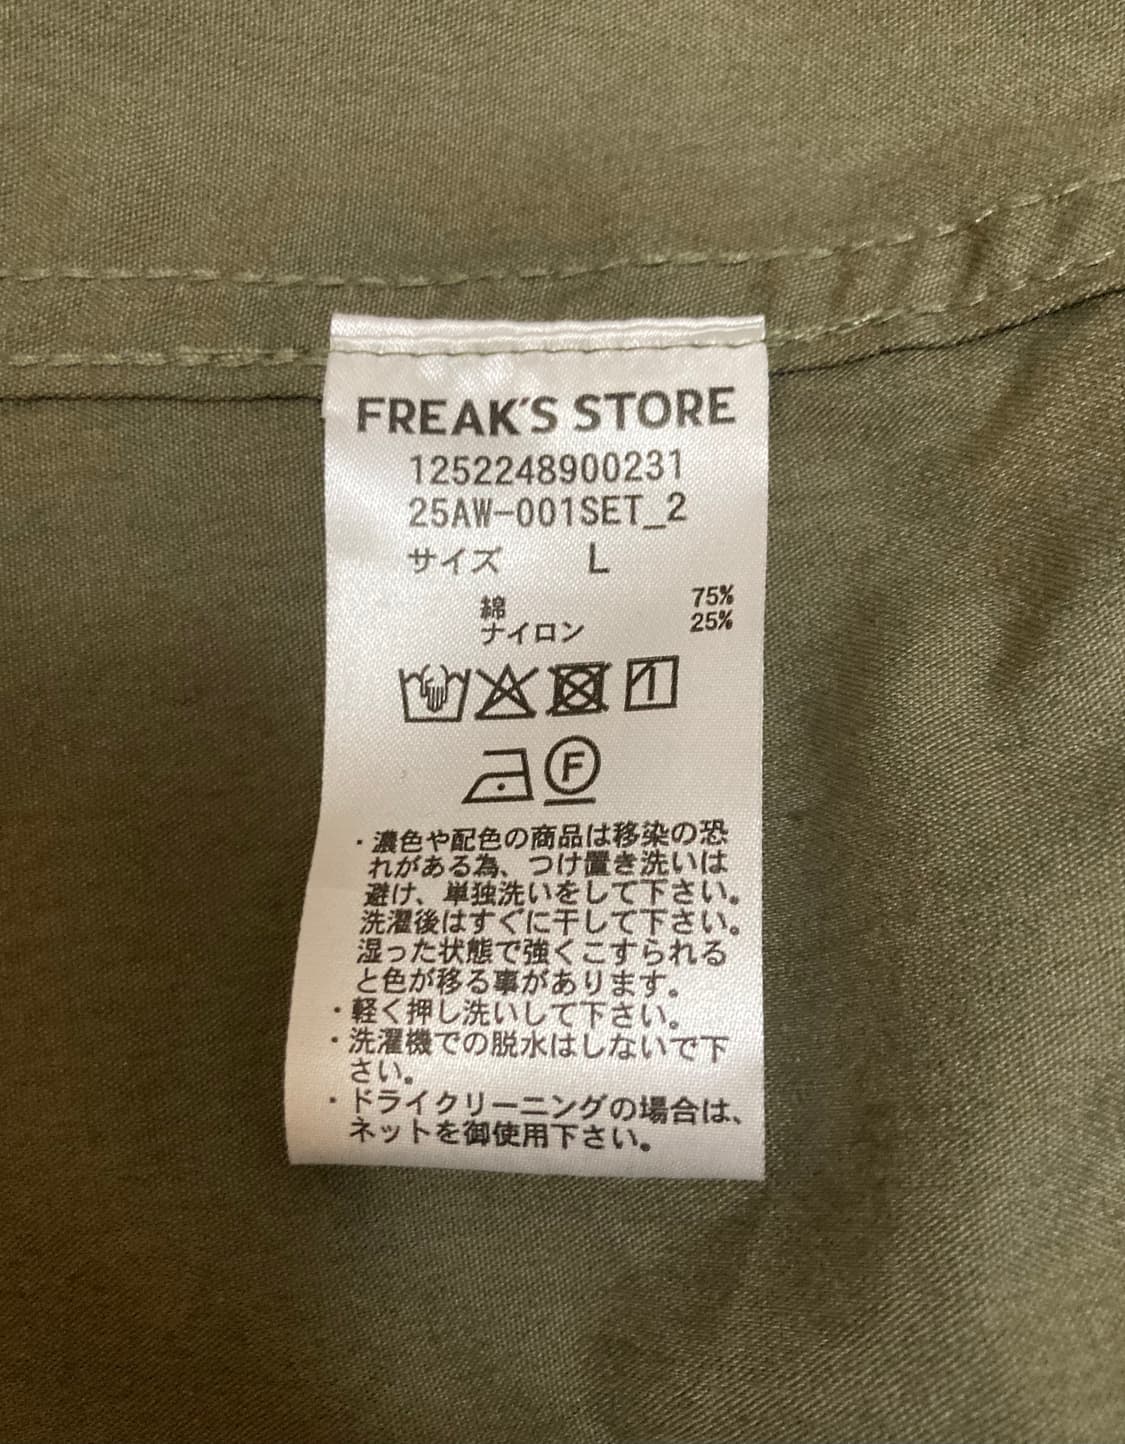 FREAK'S STORE
1252248900231
25AW-001SET_2
サイズ L
綿 75%
ナイロン 25%
F
・濃色や配色の商品は移染の恐
れがある為、つけ置き洗いは
避け、単独洗いをして下さい。
洗濯後はすぐに干して下さい。
湿った状態で強くこすられる
と色が移る事があります。
・軽く押し洗いして下さい。
・洗濯機での脱水はしないで下
さい。
・ドライクリーニングの場合は、
ネットを御使用下さい。